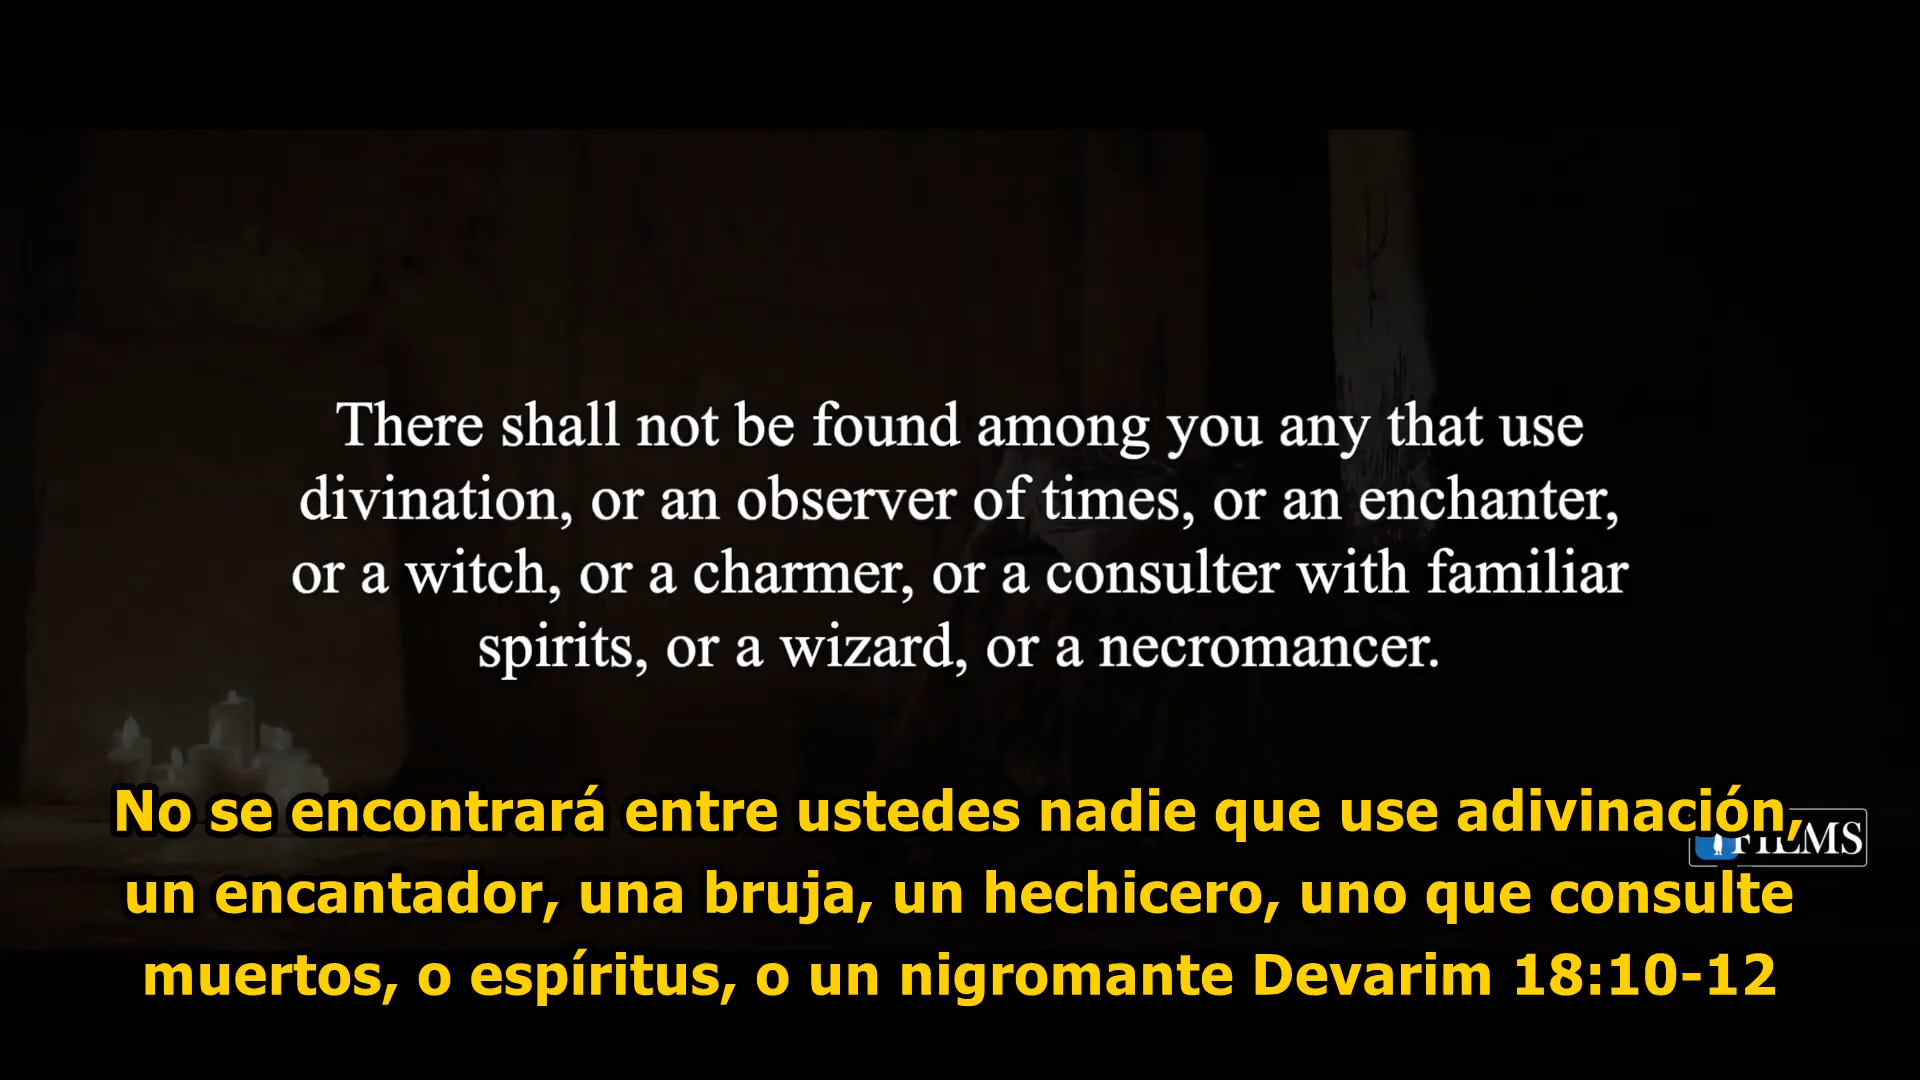 There shall not be found among you any that use
divination, or an observer of times, or an enchanter,
or a witch, or a charmer, or a consulter with familiar
spirits, or a wizard, or a necromancer.
No se encontrará entre ustedes nadie que use adivinación,
FILMS
un encantador, una bruja, un hechicero, uno que consulte
muertos, o espíritus, o un nigromante Devarim 18:10-12